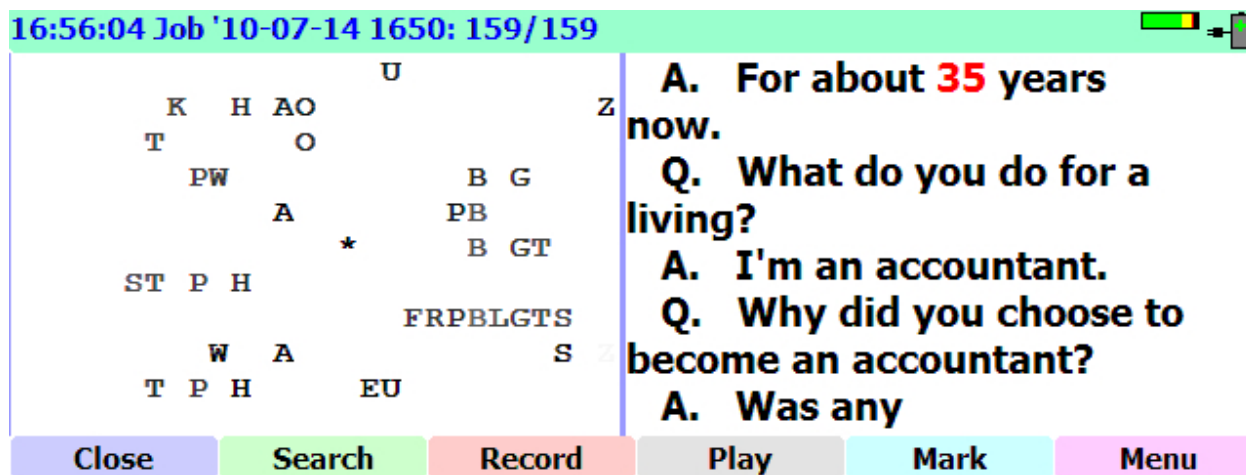 16:56:04 Job '10-07-14 1650: 159/159
U
K H AO Z
T O
PW B G
A PB
* B GT
ST P H
FRPBLGTS
W A S Z
T P H EU
A. For about 35 years
now.
Q. What do you do for a
living?
A. I'm an accountant.
Q. Why did you choose to
become an accountant?
A. Was any
Close Search Record Play Mark Menu